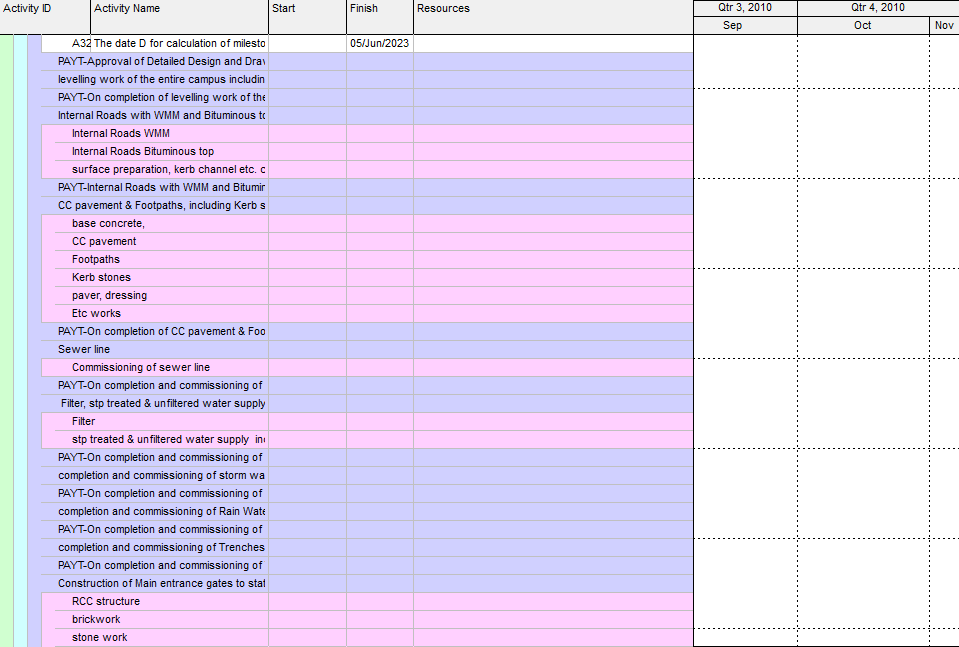 Activity ID Activity Name Start Finish Resources Qtr 3, 2010 Qtr 4, 2010
Sep Oct Nov
A32 The date D for calculation of milesto 05/Jun/2023
PAYT-Approval of Detailed Design and Drav
levelling work of the entire campus includin
PAYT-On completion of levelling work of the
Internal Roads with WMM and Bituminous to
Internal Roads WMM
Internal Roads Bituminous top
surface preparation, kerb channel etc. c
PAYT-Internal Roads with WMM and Bitumin
CC pavement & Footpaths, including Kerb s
base concrete,
CC pavement
Footpaths
Kerb stones
paver, dressing
Etc works
PAYT-On completion of CC pavement & Foo
Sewer line
Commissioning of sewer line
PAYT-On completion and commissioning of
Filter, stp treated & unfiltered water supply
Filter
stp treated & unfiltered water supply in
PAYT-On completion and commissioning of
completion and commissioning of storm wa
PAYT-On completion and commissioning of
completion and commissioning of Rain Wate
PAYT-On completion and commissioning of
completion and commissioning of Trenches
PAYT-On completion and commissioning of
Construction of Main entrance gates to stat
RCC structure
brickwork
stone work